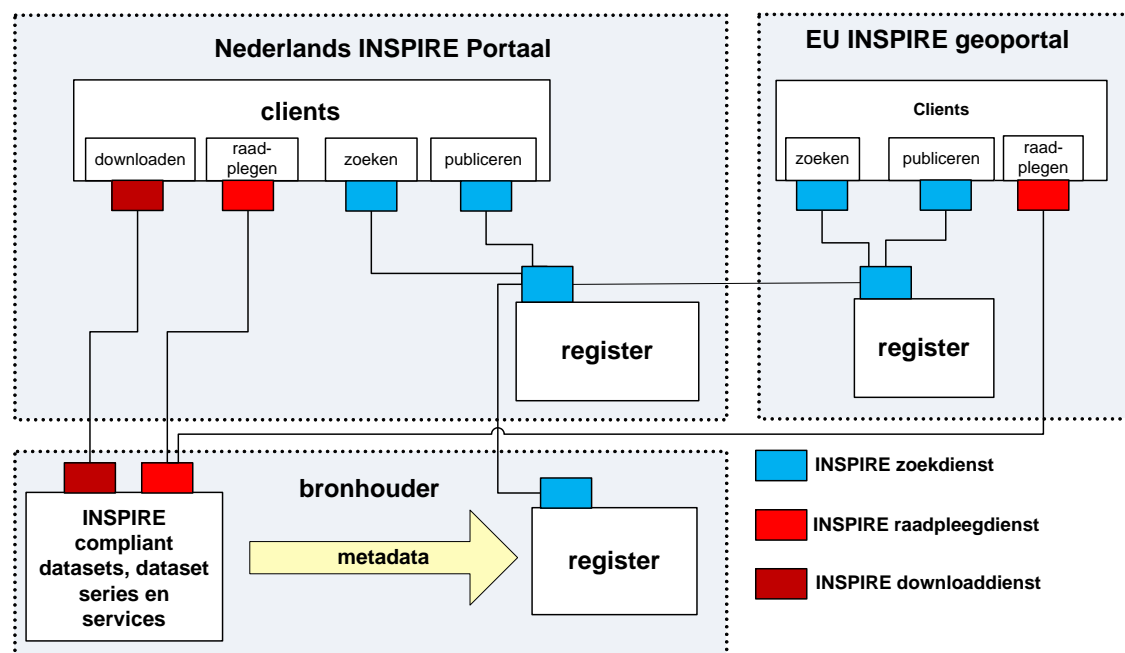 Nederlands INSPIRE Portaal
clients
downloaden
raad-
plegen
zoeken
publiceren
register
EU INSPIRE geoportal
Clients
zoeken
publiceren
raad-
plegen
register
bronhouder
INSPIRE
compliant
datasets, dataset
series en
services
metadata
register
INSPIRE zoekdienst
INSPIRE raadpleegdienst
INSPIRE downloaddienst